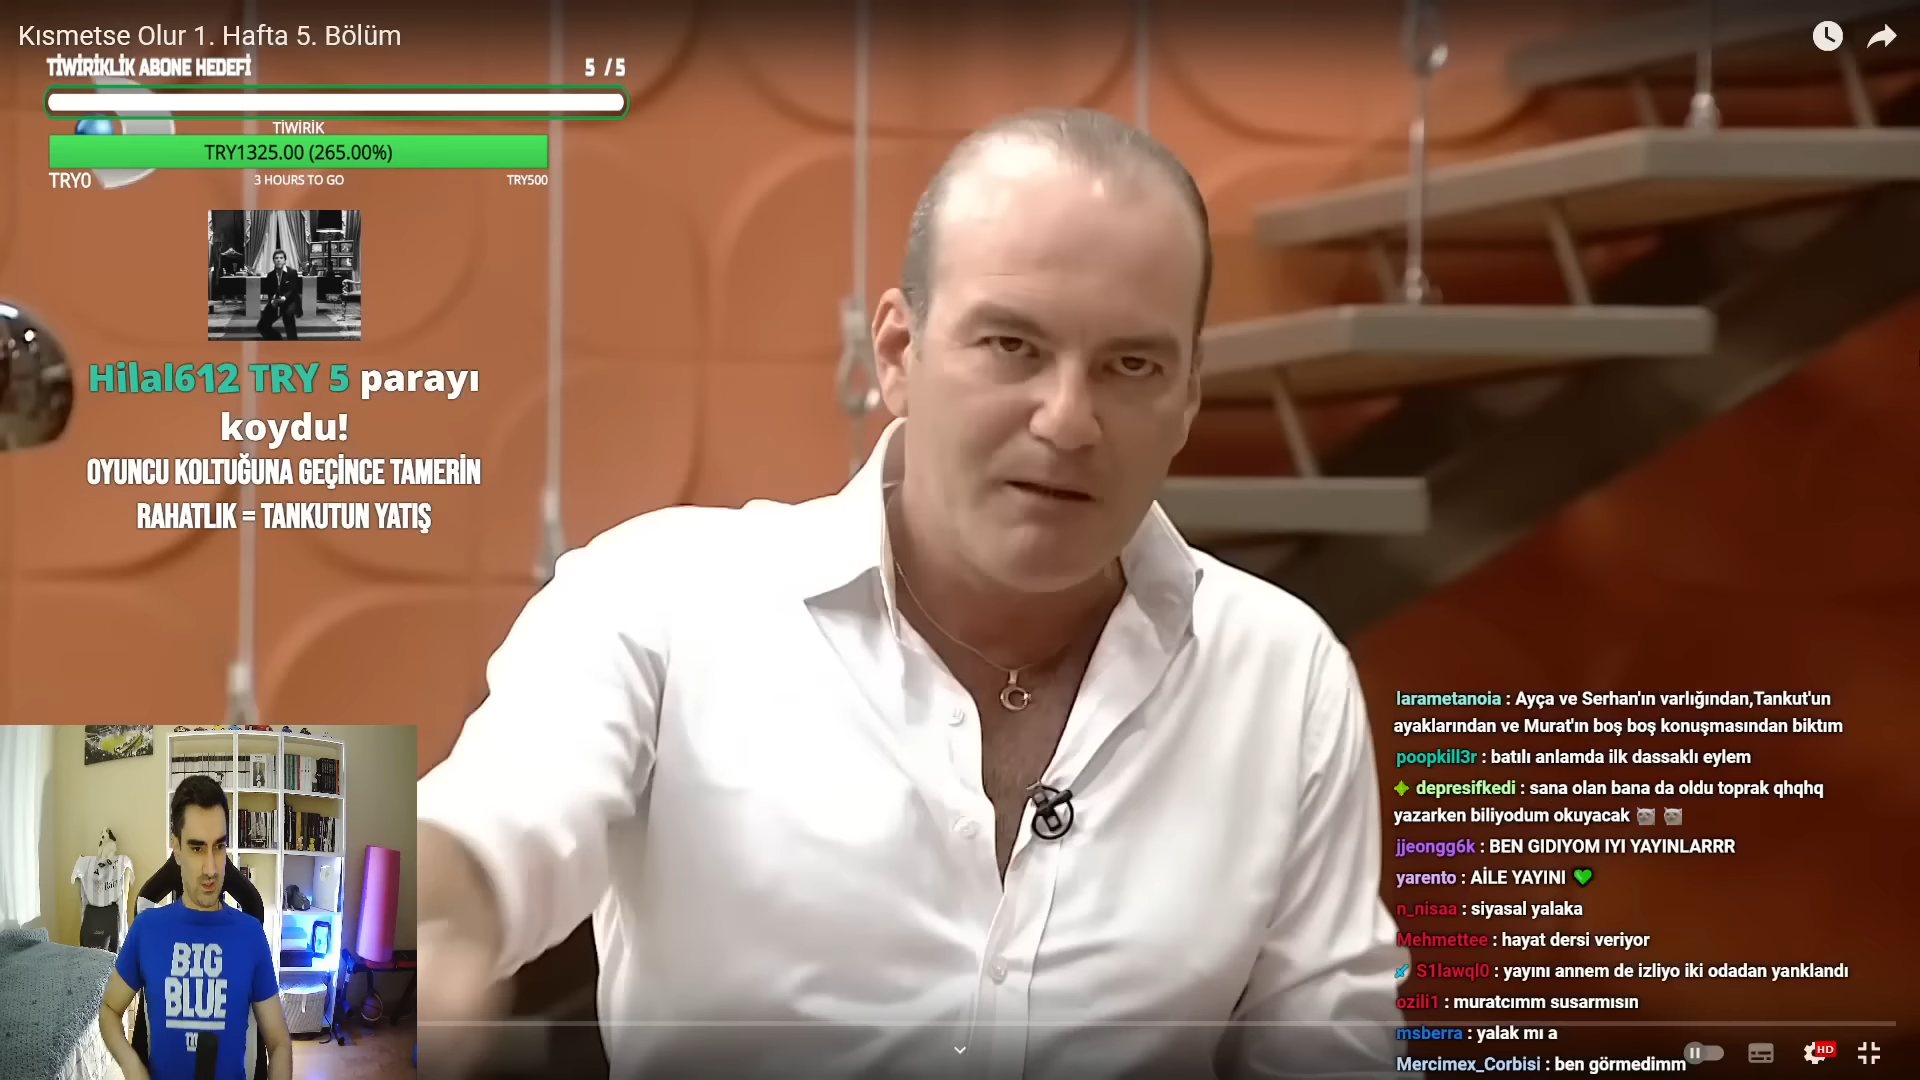 Kısmetse Olur 1. Hafta 5. Bölüm
TİWİRİKLİK ABONE HEDEFİ 5 / 5
TİWİRİK
TRY1325.00 (265.00%)
TRY0 3 HOURS TO GO TRY500
Hilal612 TRY 5 parayı
koydu!
OYUNCU KOLTUĞUNA GEÇİNCE TAMERİN
RAHATLIK = TANKUTUN YATIŞ
BIG
BLUE
larametanoia : Ayça ve Serhan'ın varlığından,Tankut'un
ayaklarından ve Murat'ın boş boş konuşmasından biktım
poopkill3r : batılı anlamda ilk dassaklı eylem
depresifkedi : sana olan bana da oldu toprak qhqhq
yazarken biliyodum okuyacak
jjeongg6k : BEN GIDIYOM IYI YAYINLARRR
yarento : AİLE YAYINI
n_nisaa : siyasal yalaka
Mehmettee : hayat dersi veriyor
S1lawql0 : yayını annem de izliyo iki odadan yanklandı
ozili1 : muratcımm susarmısın
msberra : yalak mı a
Mercimex_Corbisi : ben görmedimm
HD